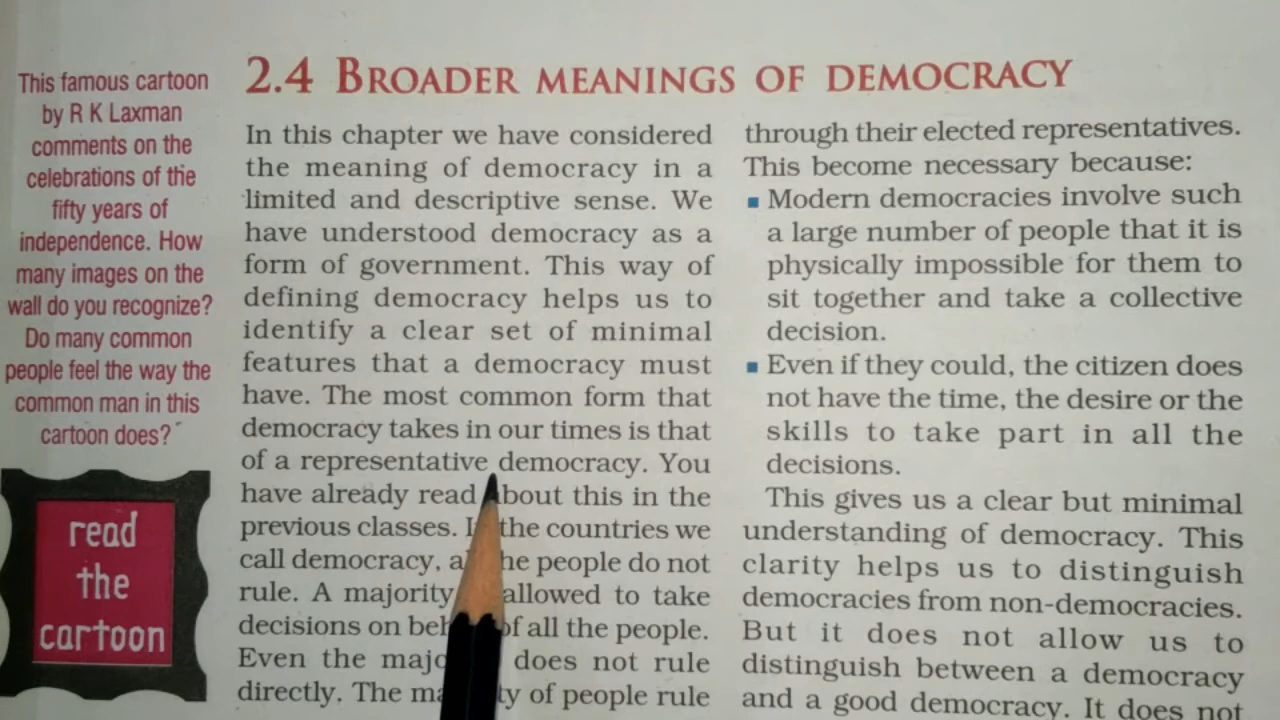 This famous cartoon
by R K Laxman
comments on the
celebrations of the
fifty years of
independence. How
many images on the
wall do you recognize?
Do many common
people feel the way the
common man in this
cartoon does?
read
the
cartoon
2.4 BROADER MEANINGS OF DEMOCRACY
In this chapter we have considered
the meaning of democracy in a
limited and descriptive sense. We
have understood democracy as a
form of government. This way of
defining democracy helps us to
identify a clear set of minimal
features that a democracy must
have. The most common form that
democracy takes in our times is that
of a representative democracy. You
have already read about this in the
previous classes. the countries we
call democracy, the people do not
rule. A majority allowed to take
decisions on of all the people.
Even the does not rule
directly. The of people rule
through their elected representatives.
This become necessary because:
▪ Modern democracies involve such
a large number of people that it is
physically impossible for them to
sit together and take a collective
decision.
▪ Even if they could, the citizen does
not have the time, the desire or the
skills to take part in all the
decisions.
This gives us a clear but minimal
understanding of democracy. This
clarity helps us to distinguish
democracies from non-democracies.
But it does not allow us to
distinguish between a democracy
and a good democracy. It does not